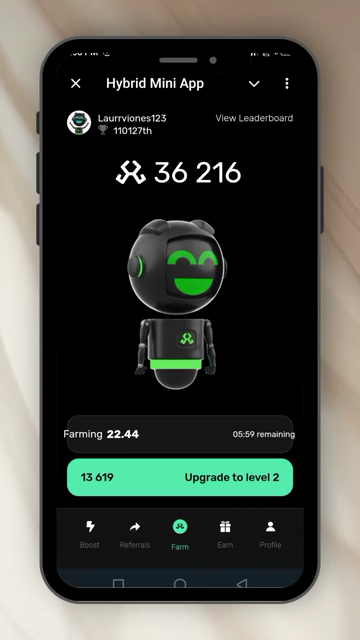 Hybrid Mini App
Laurrviones123
View Leaderboard
110127th
36 216
Farming 22.44
05:59 remaining
13 619
Upgrade to level 2
Boost
Referrals
Farm
Earn
Profile